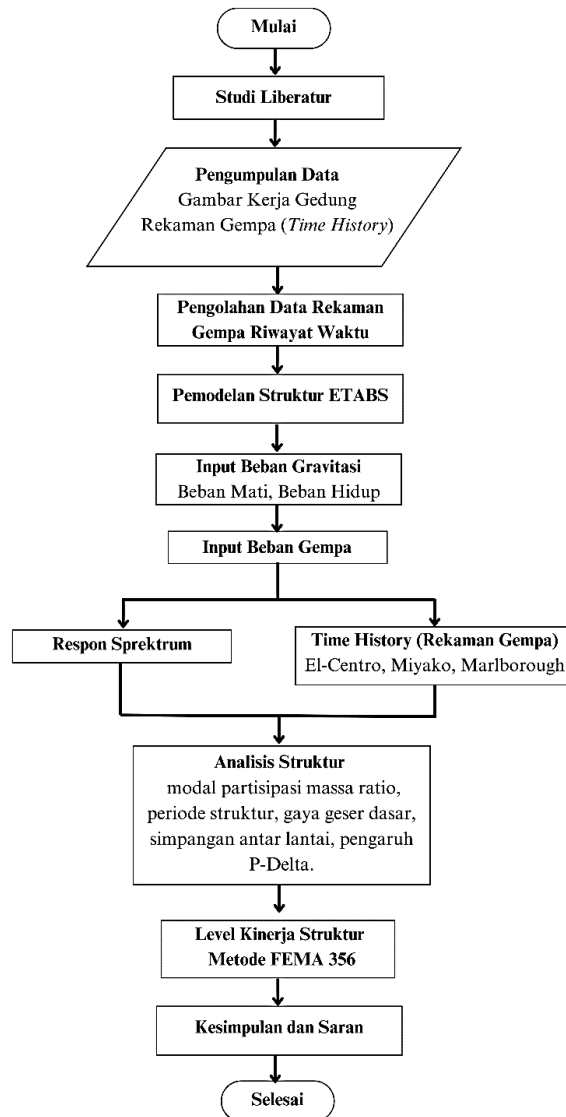 Mulai
Studi Liberatur
Pengumpulan Data
Gambar Kerja Gedung
Rekaman Gempa (Time History)
Pengolahan Data Rekaman
Gempa Riwayat Waktu
Pemodelan Struktur ETABS
Input Beban Gravitasi
Beban Mati, Beban Hidup
Input Beban Gempa
Respon Sprektrum
Time History (Rekaman Gempa)
El-Centro, Miyako, Marlborough
Analisis Struktur
modal partisipasi massa ratio,
periode struktur, gaya geser dasar,
simpangan antar lantai, pengaruh
P-Delta.
Level Kinerja Struktur
Metode FEMA 356
Kesimpulan dan Saran
Selesai